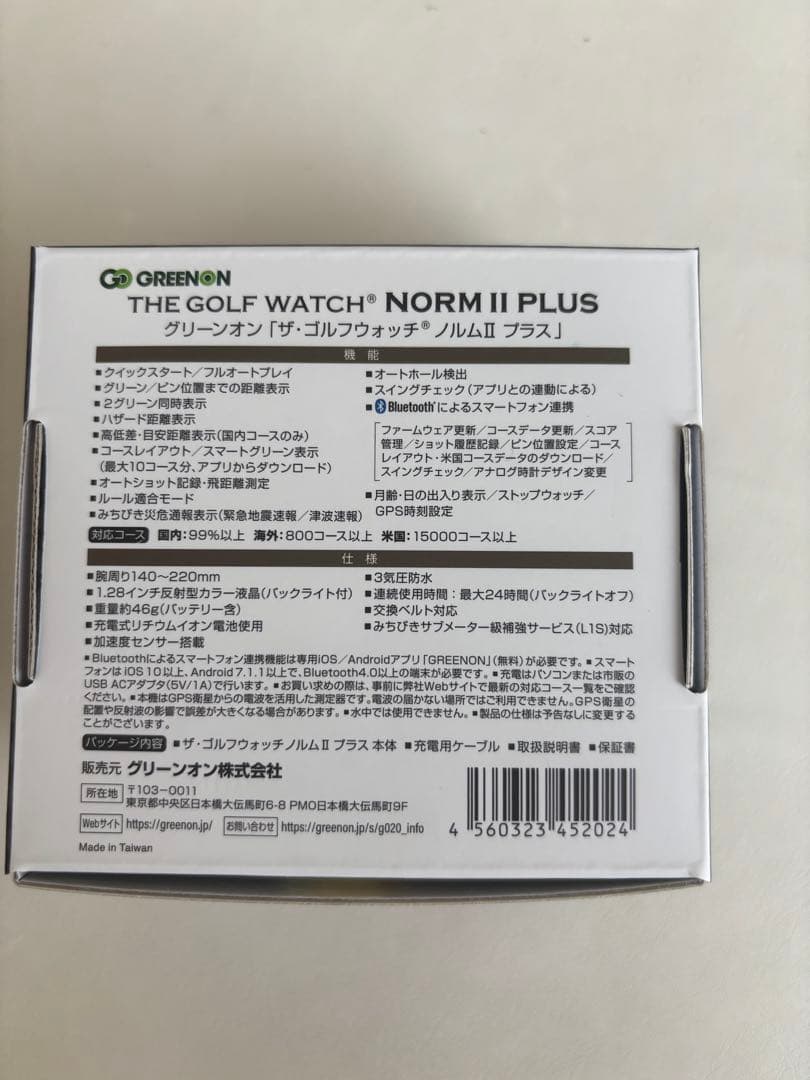 GO GREENON
THE GOLF WATCH® NORM II PLUS
グリーンオン「ザ・ゴルフウォッチ® ノルムⅡ プラス」
機能
■クイックスタート／フルオートプレイ
■グリーン／ピン位置までの距離表示
■2グリーン同時表示
■ハザード距離表示
■高低差・目安距離表示(国内コースのみ)
■コースレイアウト／スマートグリーン表示
(最大10コース分、アプリからダウンロード)
■オートショット記録・飛距離測定
■ルール適合モード
■みちびき災危通報表示(緊急地震速報／津波速報)
■オートホール検出
■スイングチェック(アプリとの連動による)
■Bluetooth®によるスマートフォン連携
[ファームウェア更新／コースデータ更新／スコア
管理／ショット履歴記録／ピン位置設定／コース
レイアウト・米国コースデータのダウンロード／
スイングチェック／アナログ時計デザイン変更]
■月齢・日の出入り表示／ストップウォッチ／
GPS時刻設定
対応コース 国内：99%以上 海外：800コース以上 米国：15000コース以上
仕様
■腕周り140～220mm
■1.28インチ反射型カラー液晶(バックライト付)
■重量約46g(バッテリー含)
■充電式リチウムイオン電池使用
■加速度センサー搭載
■3気圧防水
■連続使用時間：最大24時間(バックライトオフ)
■交換ベルト対応
■みちびきサブメーター級補強サービス(L1S)対応
■Bluetoothによるスマートフォン連携機能は専用iOS／Androidアプリ「GREENON」(無料)が必要です。■スマート
フォンは iOS 10以上、Android 7.1.1以上で、Bluetooth4.0以上の端末が必要です。■充電はパソコンまたは市販の
USB ACアダプタ(5V/1A)で行います。■お買い求めの際は、事前に弊社Webサイトで最新の対応コース一覧をご確認
ください。■本機はGPS衛星からの電波を活用した測定器です。電波の届かない場所ではご利用できません。GPS衛星の
配置や反射波の影響で誤差が大きくなる場合があります。■水中では使用できません。■製品の仕様は予告なしに変更する
ことがございます。
パッケージ内容 ■ザ・ゴルフウォッチノルムⅡ プラス 本体 ■充電用ケーブル ■取扱説明書 ■保証書
販売元 グリーンオン株式会社
所在地 〒103-0011
東京都中央区日本橋大伝馬町6-8 PMO日本橋大伝馬町9F
Webサイト https://greenon.jp/ お問い合わせ https://greenon.jp/s/g020_info
Made in Taiwan
4 560323 452024